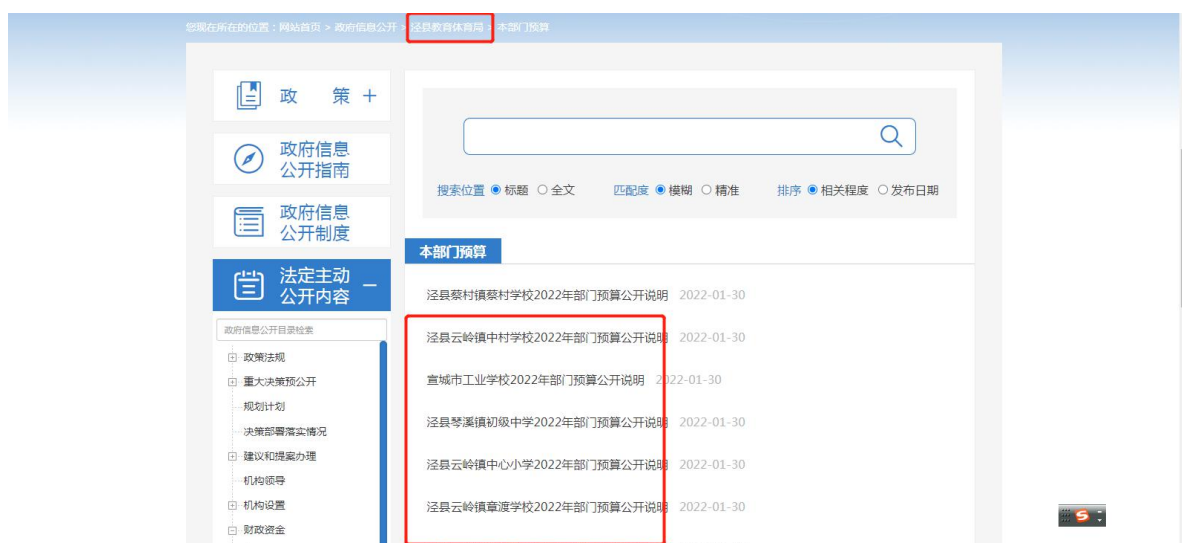 您现在所在的位置：网站首页 > 政府信息公开 > 泾县教育体育局 > 本部门预算
政 策 +
政府信息
公开指南
政府信息
公开制度
法定主动
公开内容 −
政府信息公开目录检索
政策法规
重大决策预公开
规划计划
决策部署落实情况
建议和提案办理
机构领导
机构设置
财政资金
搜索位置 标题 全文 匹配度 模糊 精准 排序 相关程度 发布日期
本部门预算
泾县蔡村镇蔡村学校2022年部门预算公开说明 2022-01-30
泾县云岭镇中村学校2022年部门预算公开说明 2022-01-30
宣城市工业学校2022年部门预算公开说明 2022-01-30
泾县琴溪镇初级中学2022年部门预算公开说明 2022-01-30
泾县云岭镇中心小学2022年部门预算公开说明 2022-01-30
泾县云岭镇章渡学校2022年部门预算公开说明 2022-01-30